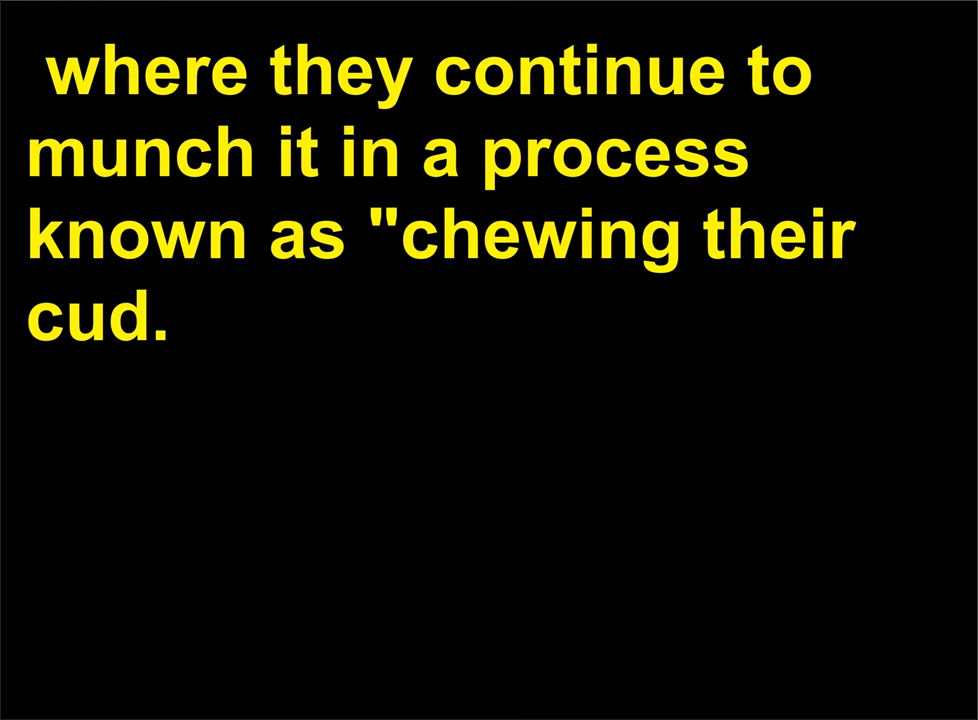 where they continue to
munch it in a process
known as "chewing their
cud.